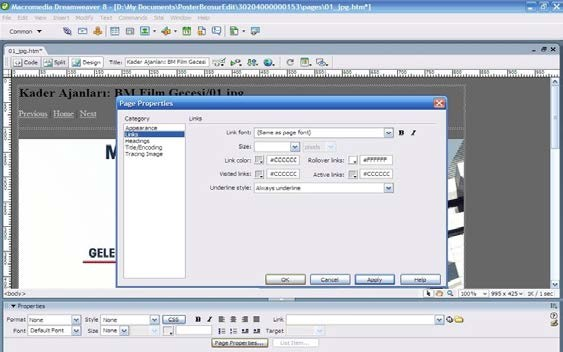 Macromedia Dreamweaver 8 - [D:\My Documents\PosterBrosurEdit\30204000000153\pages\01_jpg.htm*]
File Edit View Insert Modify Text Commands Site Window Help
Common
01_jpg.htm*
Code Split Design Title: Kader Ajanları: BM Film Gecesi
Kader Ajanları: BM Film Gecesi/01.jpg
Previous Home Next
Page Properties
Category Links
Appearance
Links
Headings
Title/Encoding
Tracing Image
Link font: (Same as page font) B I
Size: pixels
Link color: #CCCCCC Rollover links: #FFFFFF
Visited links: #CCCCCC Active links: #CCCCCC
Underline style: Always underline
GELE
OK Cancel Apply Help
<body> 100% 995 x 425 1K / 1 sec
Properties
Format None Style None CSS B I Link
Font Default Font Size None Target
Page Properties... List Item...